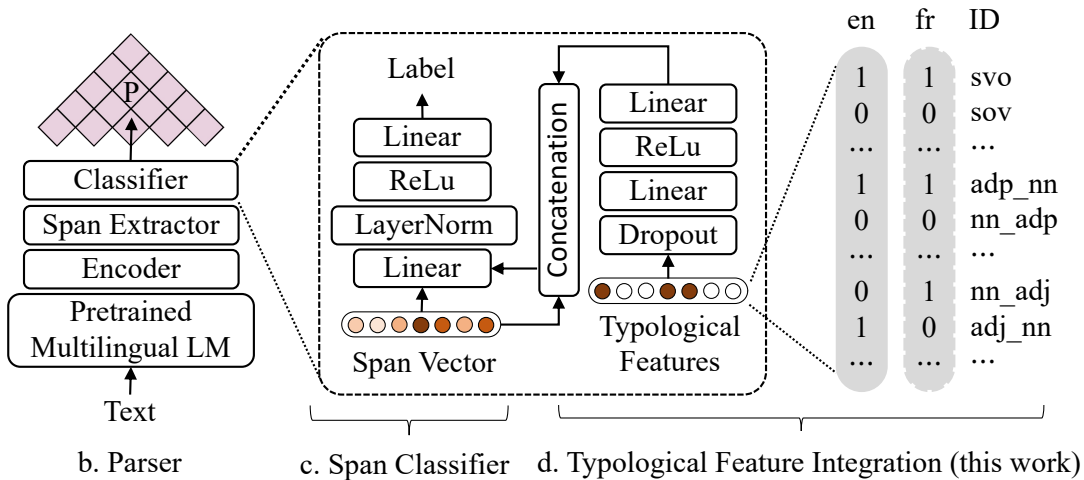 P
Classifier
Span Extractor
Encoder
Pretrained
Multilingual LM
Text
b. Parser
Label
Linear
ReLu
LayerNorm
Linear
Span Vector
c. Span Classifier
Concatenation
Linear
ReLu
Linear
Dropout
Typological
Features
en fr ID
1 1 svo
0 0 sov
... ... ...
1 1 adp_nn
0 0 nn_adp
... ... ...
0 1 nn_adj
1 0 adj_nn
... ... ...
d. Typological Feature Integration (this work)